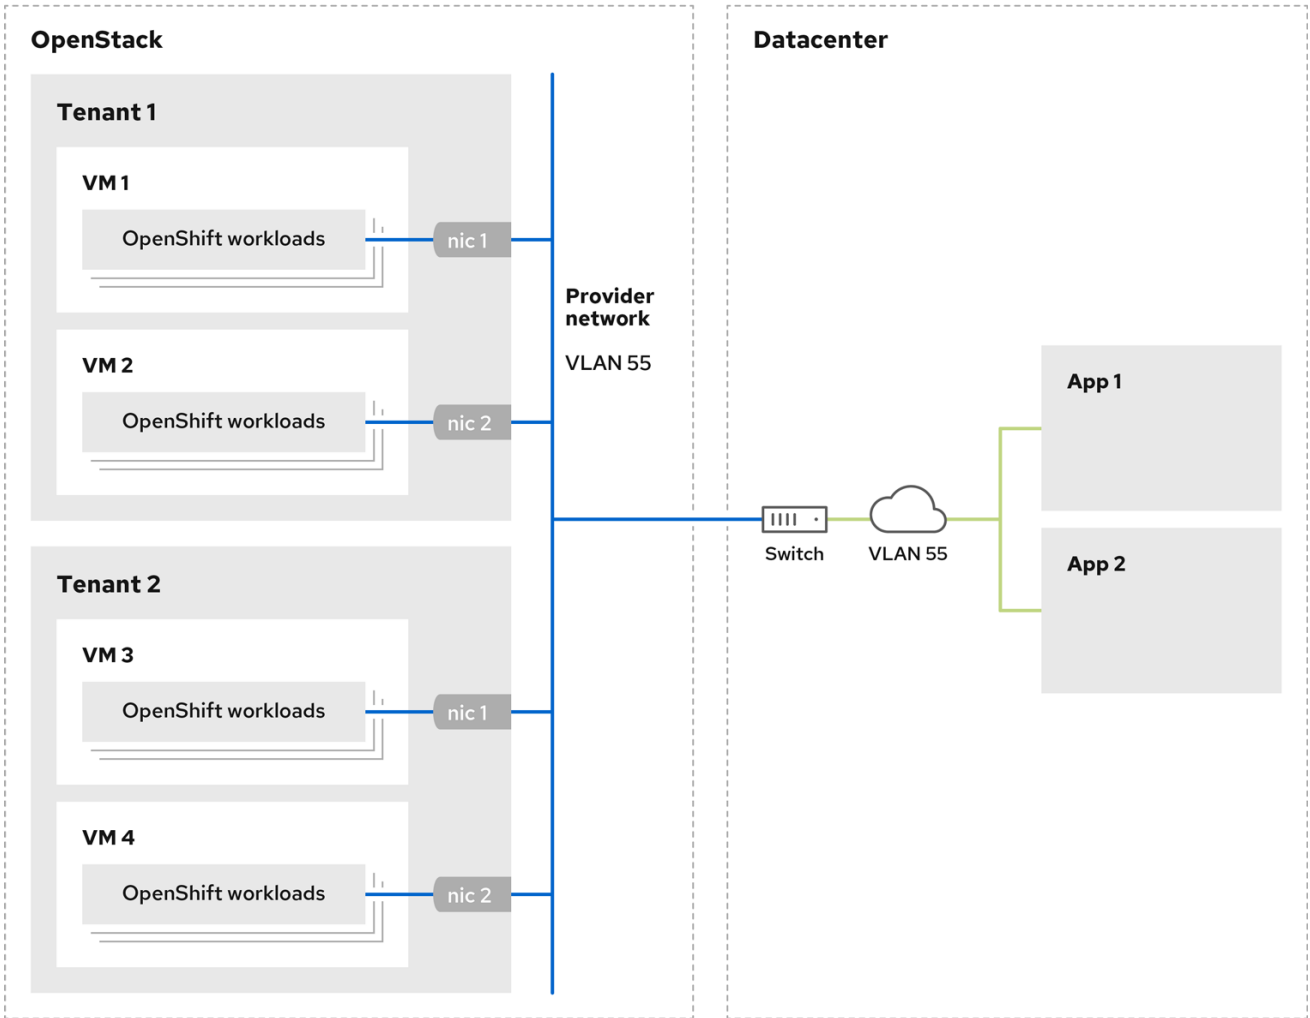 OpenStack
Tenant 1
VM 1
OpenShift workloads
nic 1
VM 2
OpenShift workloads
nic 2
Tenant 2
VM 3
OpenShift workloads
nic 1
VM 4
OpenShift workloads
nic 2
Provider
network
VLAN 55
Datacenter
Switch
VLAN 55
App 1
App 2